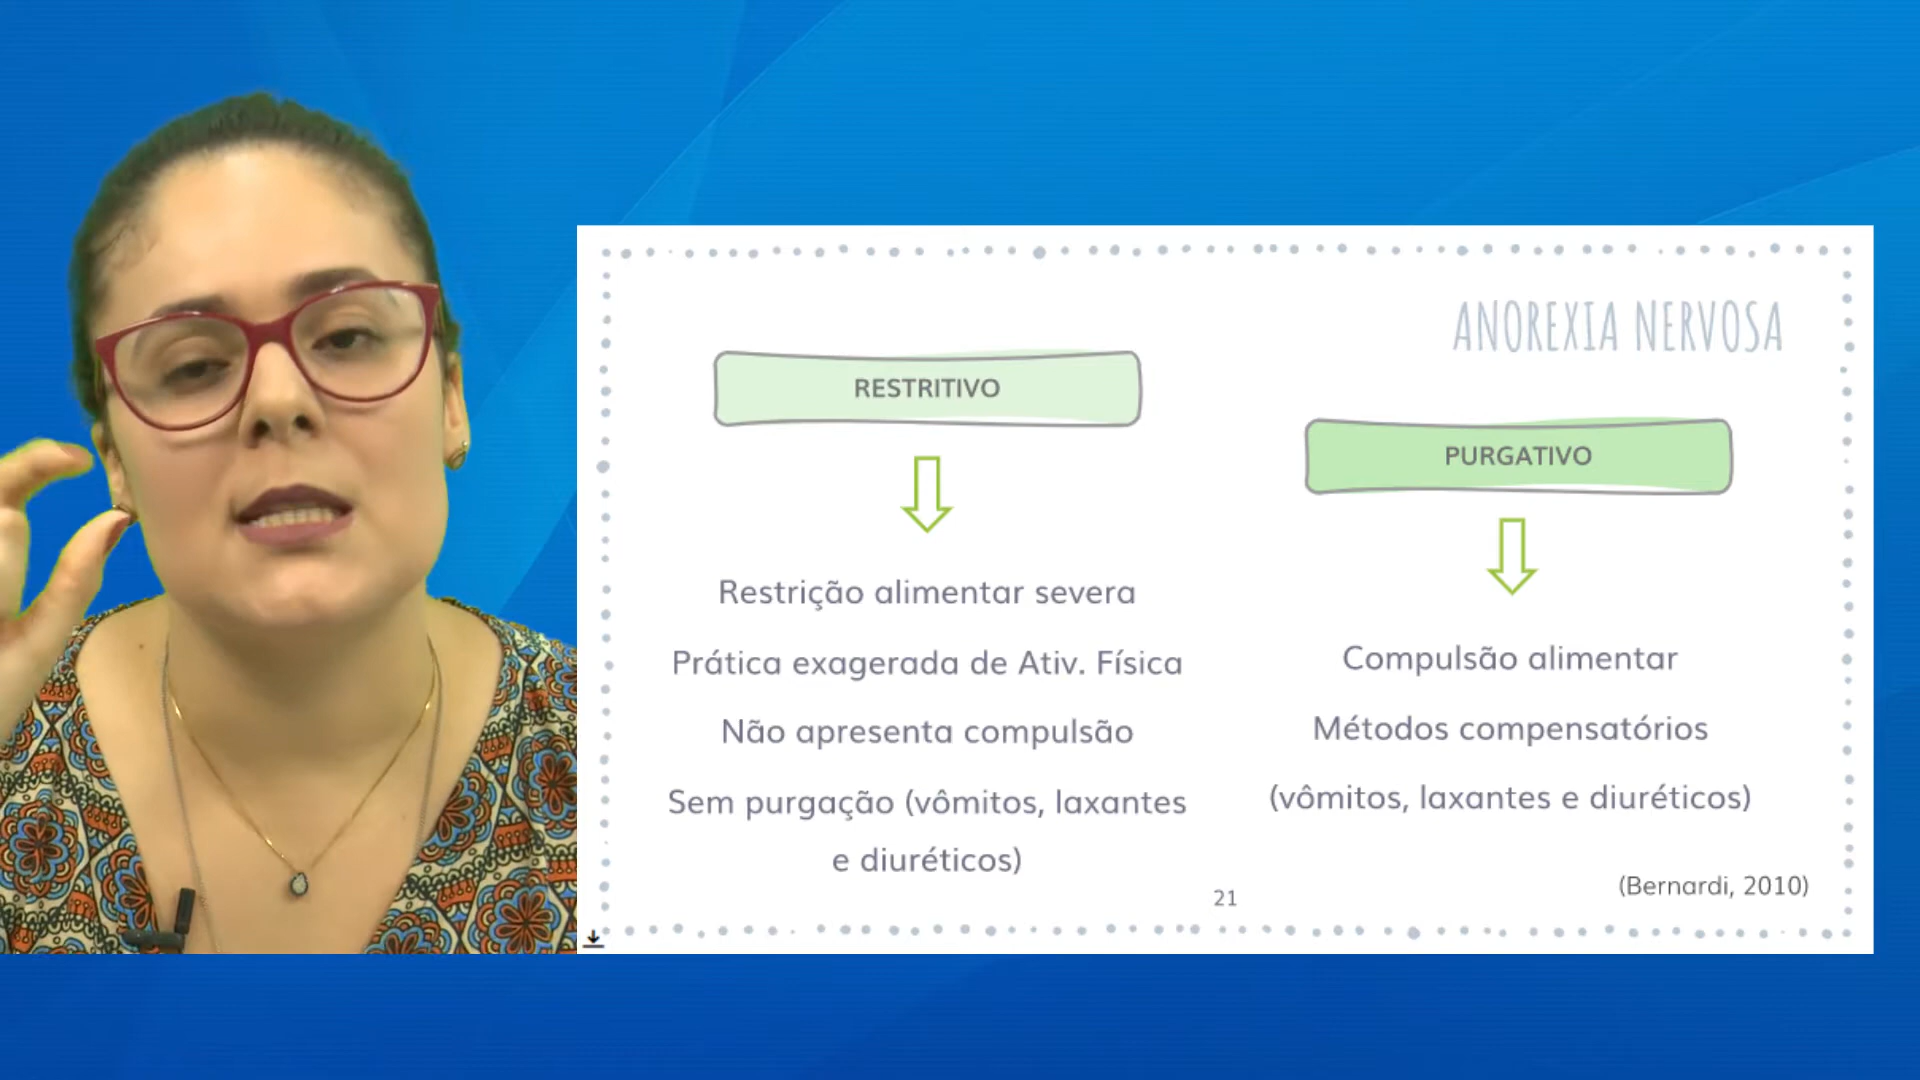 ANOREXIA NERVOSA
RESTRITIVO
Restrição alimentar severa
Prática exagerada de Ativ. Física
Não apresenta compulsão
Sem purgação (vômitos, laxantes
e diuréticos)
PURGATIVO
Compulsão alimentar
Métodos compensatórios
(vômitos, laxantes e diuréticos)
(Bernardi, 2010)
21